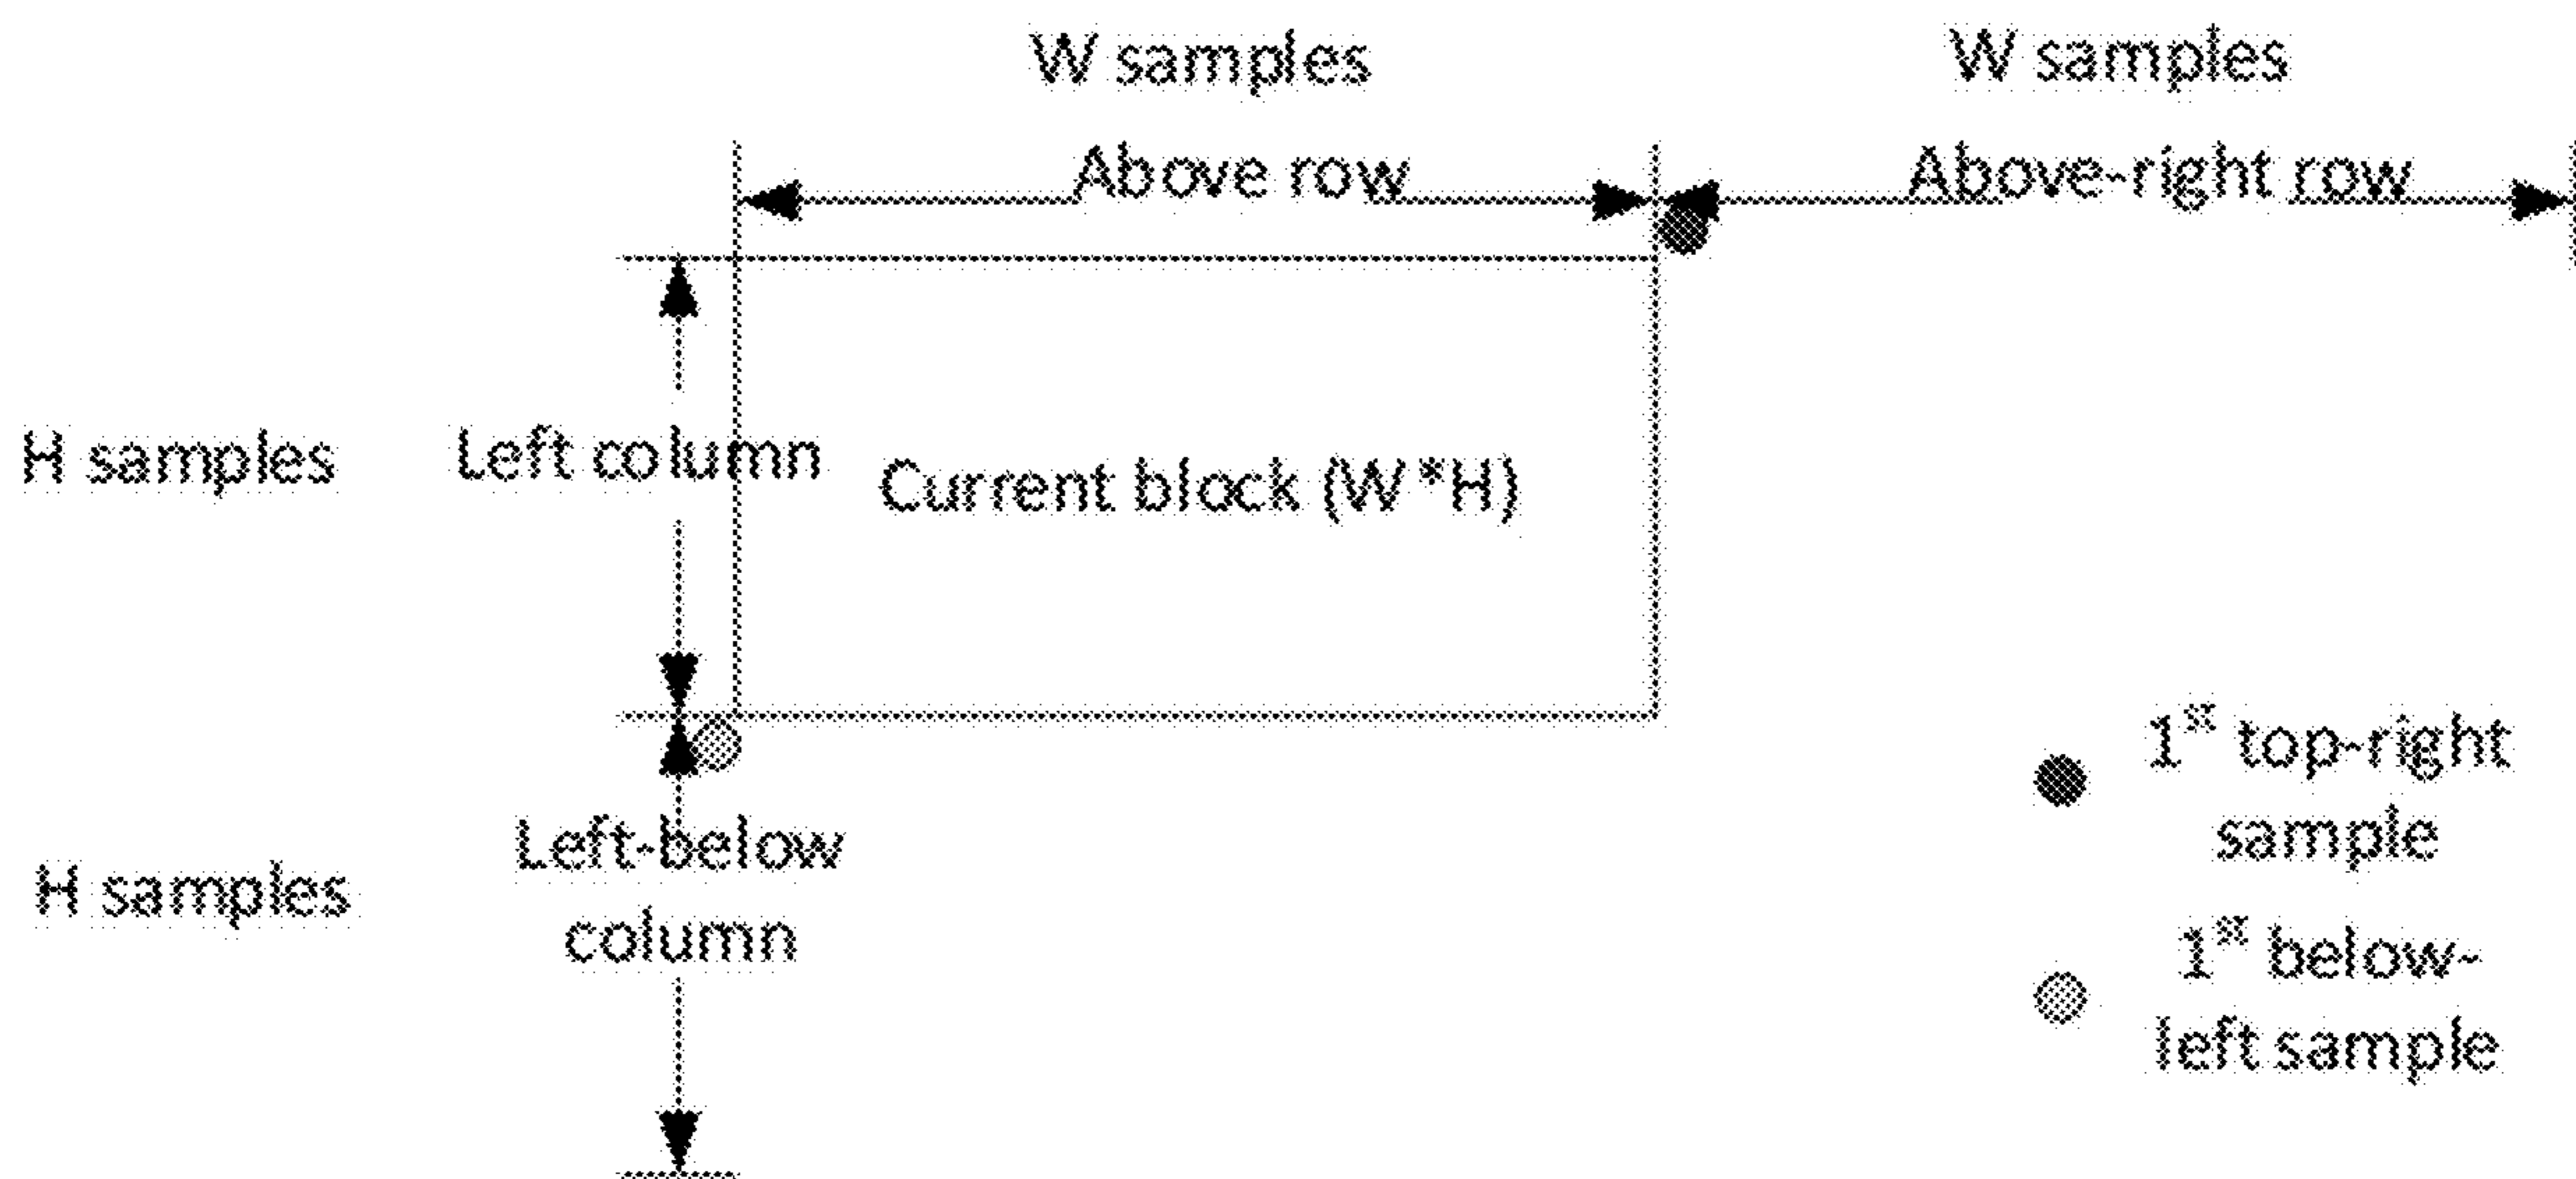 W samples
W samples
Above row
Above-right row
H samples
Left column
Current block (W*H)
1st top-right
sample
Left-below
column
H samples
1st below-
left sample